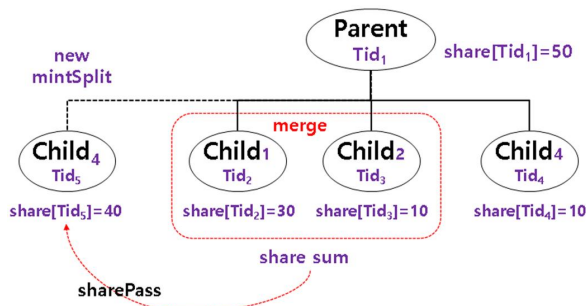 Parent
Tid₁
share[Tid₁]=50
new
mintSplit
merge
Child₄
Tid₅
Child₁
Tid₂
Child₂
Tid₃
Child₄
Tid₄
share[Tid₅]=40
share[Tid₂]=30
share[Tid₃]=10
share[Tid₄]=10
share sum
sharePass